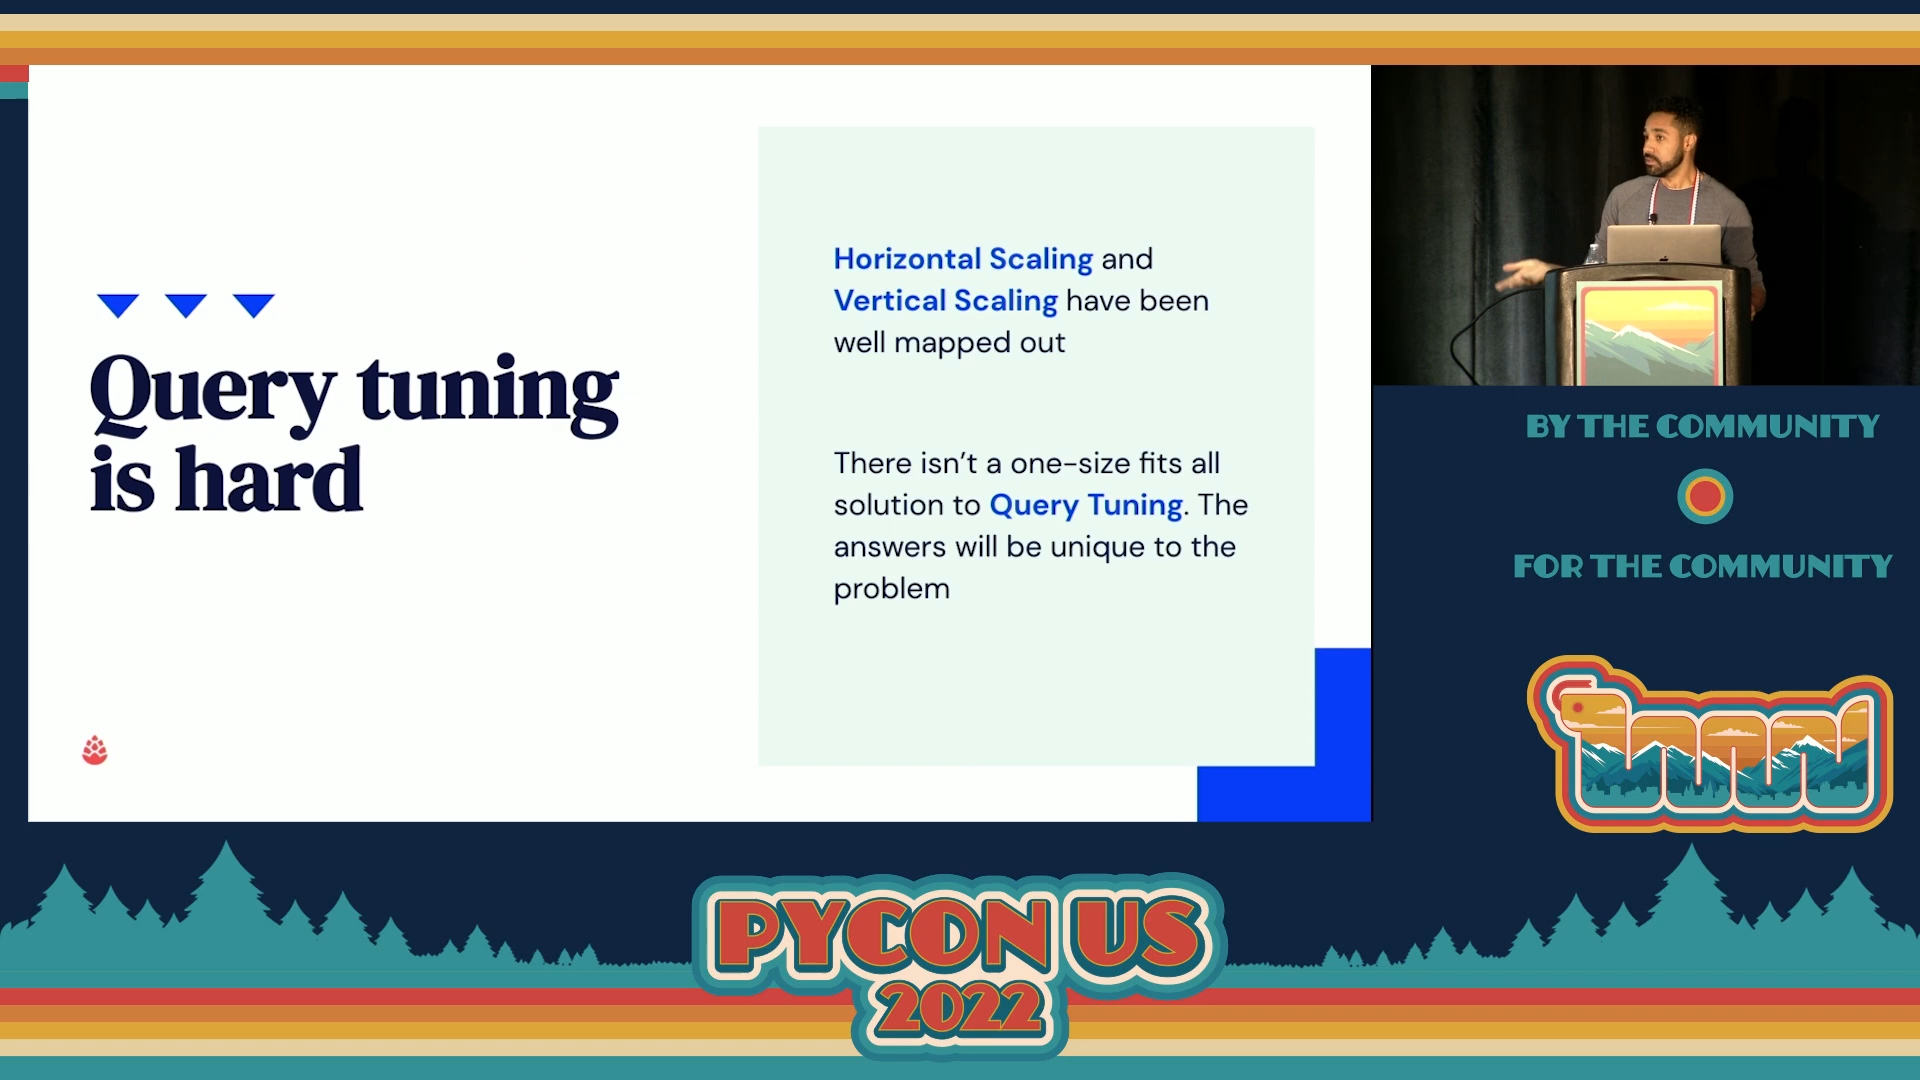 Query tuning
is hard
Horizontal Scaling and
Vertical Scaling have been
well mapped out
There isn’t a one-size fits all
solution to Query Tuning. The
answers will be unique to the
problem
BY THE COMMUNITY
FOR THE COMMUNITY
PYCON US
2022